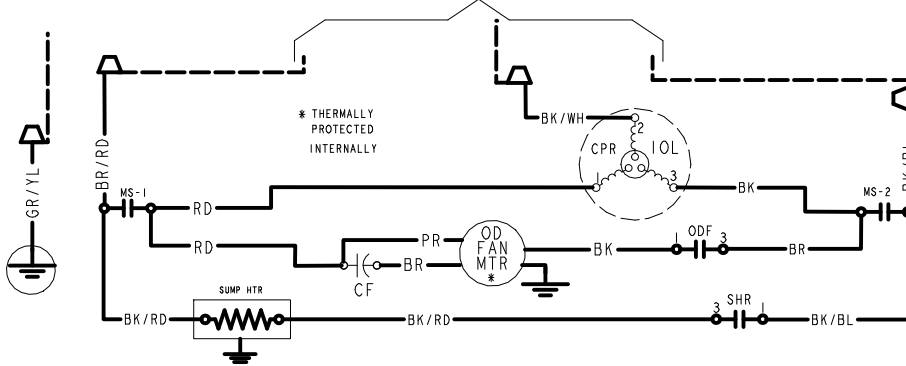 * THERMALLY
PROTECTED
INTERNALLY
BK/WH
2
CPR
IOL
1
3
BR/RD
GR/YL
MS-1
RD
BK
MS-2
RD
PR
OD
FAN
MTR
*
BK
1
ODF
3
BR
BR
CF
SUMP HTR
BK/RD
BK/RD
3
SHR
1
BK/BL